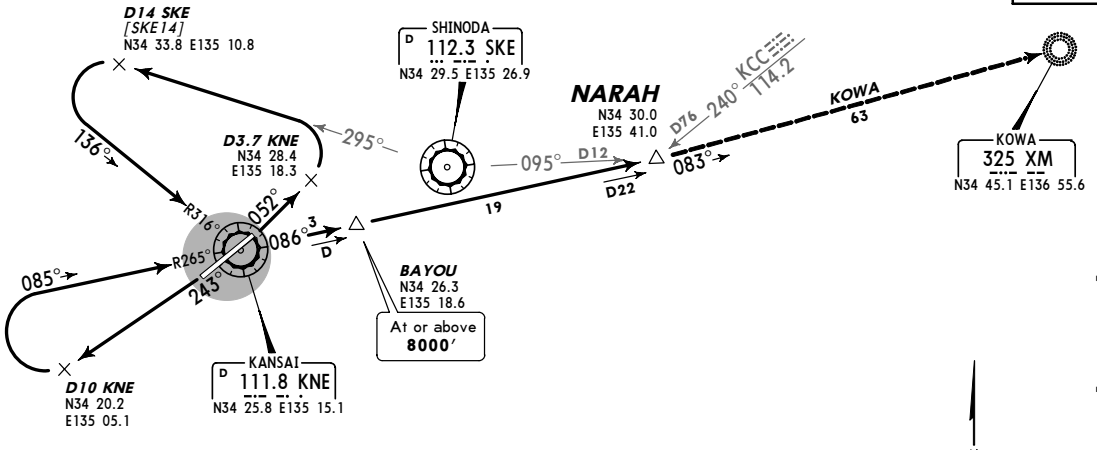 D14 SKE
[SKE14]
N34 33.8 E135 10.8
SHINODA
D 112.3 SKE
N34 29.5 E135 26.9
NARAH
N34 30.0
E135 41.0
D76 240° KCC
114.2
KOWA
63
083°
KOWA
325 XM
N34 45.1 E136 55.6
295°
095° D12
D22
19
D3.7 KNE
N34 28.4
E135 18.3
136°
R316°
052°
086° 3
D
BAYOU
N34 26.3
E135 18.6
At or above
8000'
085°
R265°
243°
D10 KNE
N34 20.2
E135 05.1
KANSAI
D 111.8 KNE
N34 25.8 E135 15.1